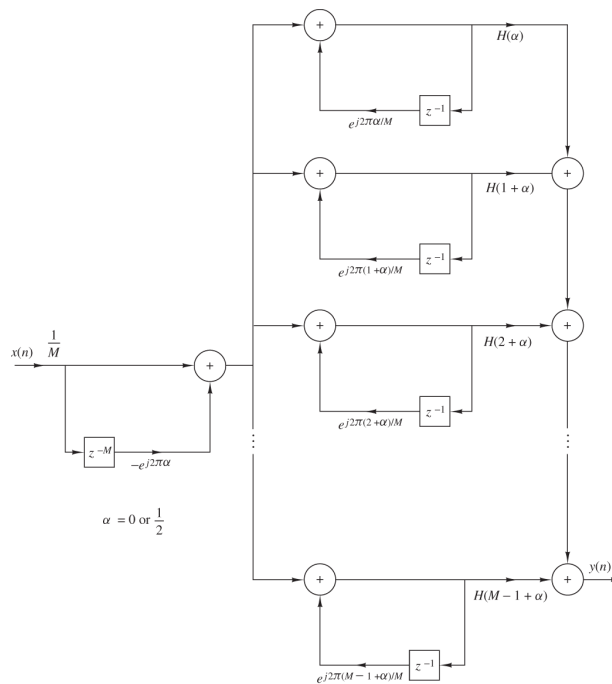 +
H(α)
z⁻¹
e^{j2πα/M}
+
+
H(1 + α)
z⁻¹
e^{j2π(1+α)/M}
+
+
H(2 + α)
x(n)
1/M
+
z⁻¹
e^{j2π(2+α)/M}
⋮
⋮
z⁻ᴹ
−e^{j2πα}
α = 0 or 1/2
+
+
y(n)
H(M − 1 + α)
z⁻¹
e^{j2π(M−1+α)/M}